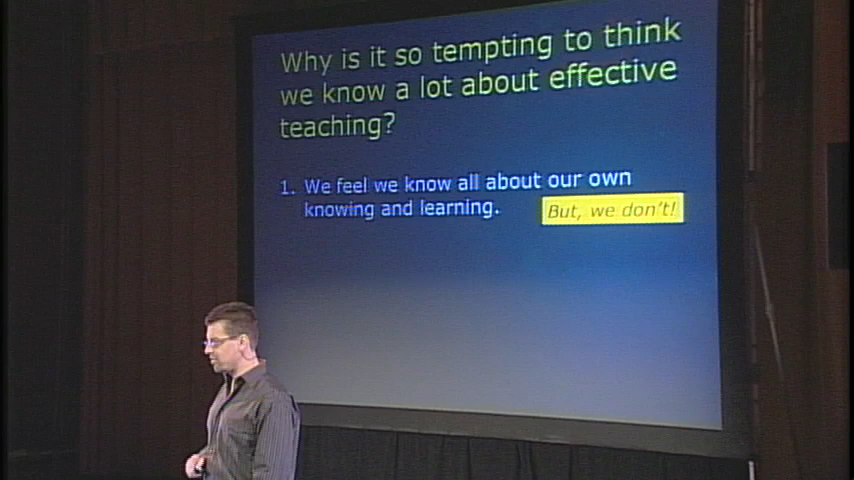 Why is it so tempting to think
we know a lot about effective
teaching?
1. We feel we know all about our own
knowing and learning.
But, we don't!